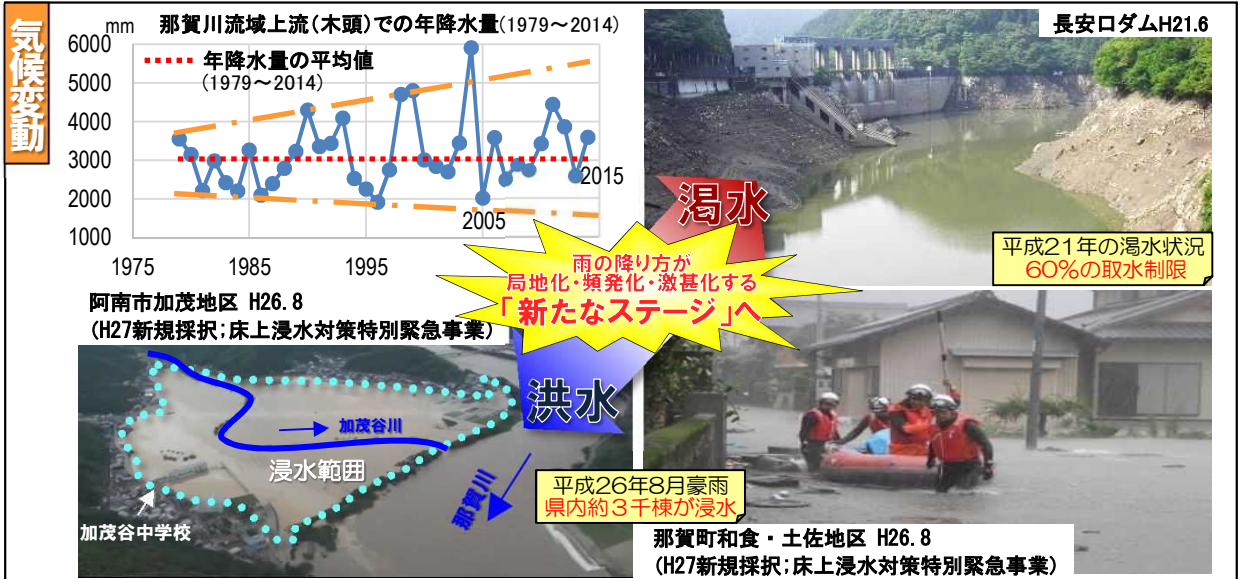 気候変動
那賀川流域上流(木頭)での年降水量(1979～2014)
mm
6000
5000
4000
3000
2000
1000
年降水量の平均値
(1979～2014)
1975
1985
1995
2005
2015
長安口ダムH21.6
渇水
平成21年の渇水状況
60%の取水制限
雨の降り方が
局地化・頻発化・激甚化する
「新たなステージ」へ
阿南市加茂地区 H26.8
(H27新規採択;床上浸水対策特別緊急事業)
洪水
加茂谷川
浸水範囲
那賀川
加茂谷中学校
平成26年8月豪雨
県内約3千棟が浸水
那賀町和食・土佐地区 H26.8
(H27新規採択;床上浸水対策特別緊急事業)